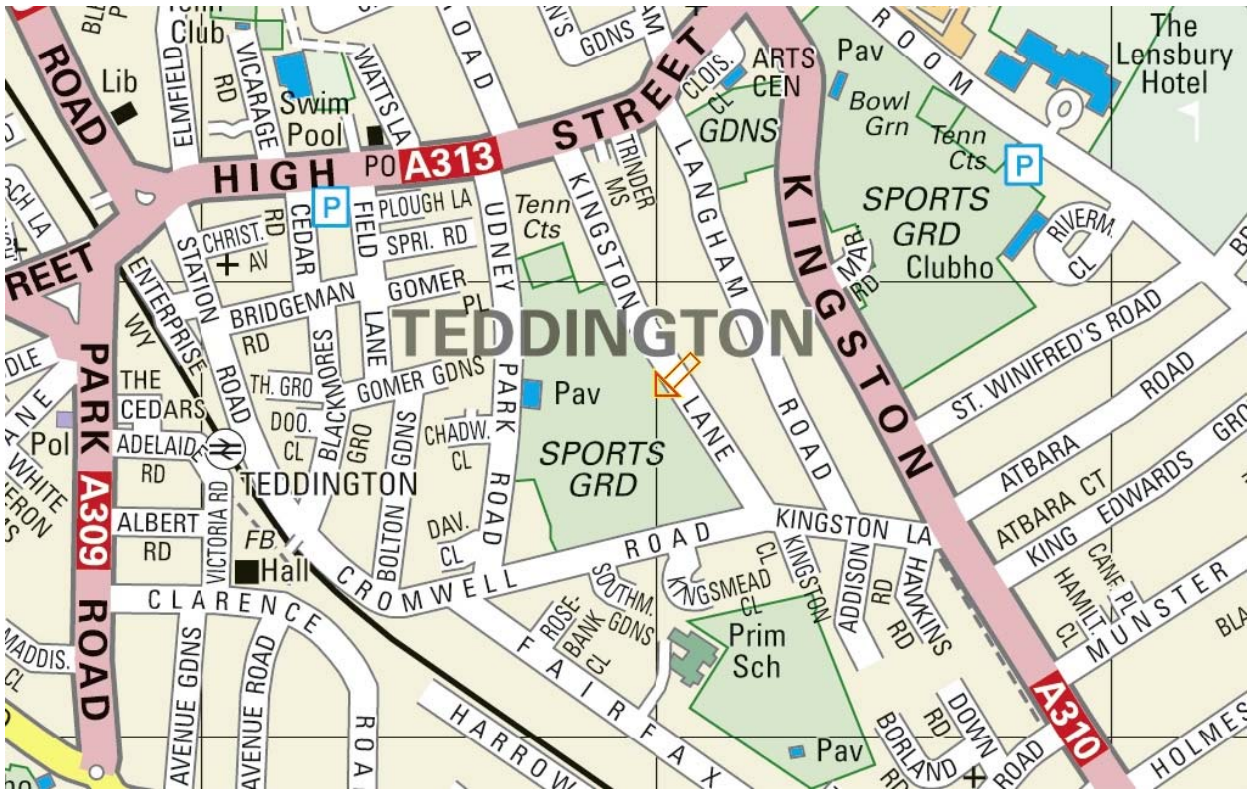 ROAD
Lib
ELMFIELD
Club
VICARAGE
RD
Swim
Pool
WATTS LA
ROAD
GDNS
CLOIS.
CL
ARTS
CEN
Pav
Bowl
Grn
Tenn
Cts
P
ROOM
The
Lensbury
Hotel
HIGH
PO
A313
STREET
GDNS
TRINDER
MS
KINGSTON
LANGHAM
KINGSTON
SPORTS
GRD
Clubho
RIVERM.
CL
MAR.
RD
P
RD
CEDAR
FIELD
PLOUGH LA
SPRI. RD
UDNEY
Tenn
Cts
CHRIST.
AV
STATION
ENTERPRISE
WY
BRIDGEMAN
RD
GOMER
PL
LANE
BLACKMORES
GRO
TEDDINGTON
ST. WINIFRED'S ROAD
PARK
THE
CEDARS
Pol
ADELAIDE
RD
ROAD
TH. GRO
DOO.
CL
GOMER GDNS
BOLTON GDNS
CHADW.
CL
PARK
ROAD
Pav
SPORTS
GRD
LANE
ROAD
ATBARA
ROAD
ATBARA CT
KING EDWARDS GRO
WHITE
A309
TEDDINGTON
ALBERT
RD
VICTORIA RD
FB
Hall
DAV.
CL
CROMWELL
ROAD
KINGSTON LA
KINGSTON
CL
KINGSMEAD
CL
SOUTHM.
GDNS
ROSE-
BANK
CL
ADDISON
RD
HAWKINS
RD
CANE PL
HAMILT.
CL
MUNSTER
CLARENCE
ROAD
MADDIS.
CL
AVENUE GDNS
AVENUE ROAD
FAIRFAX
HARROW
Prim
Sch
Pav
BORLAND
RD
DOWN
RD
ROAD
A310
HOLMES